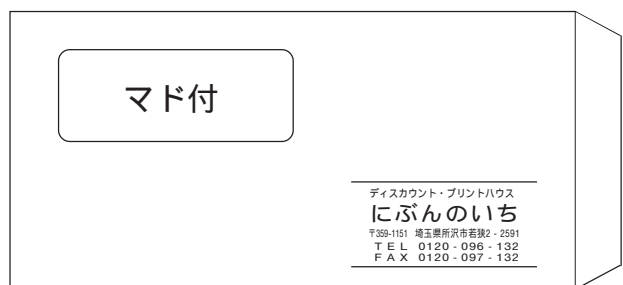 マド付
ディスカウント・プリントハウス
にぶんのいち
〒359-1151 埼玉県所沢市若狭2 - 2591
TEL 0120 - 096 - 132
FAX 0120 - 097 - 132